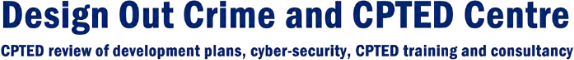 Design Out Crime and CPTED Centre
CPTED review of development plans, cyber-security, CPTED training and consultancy